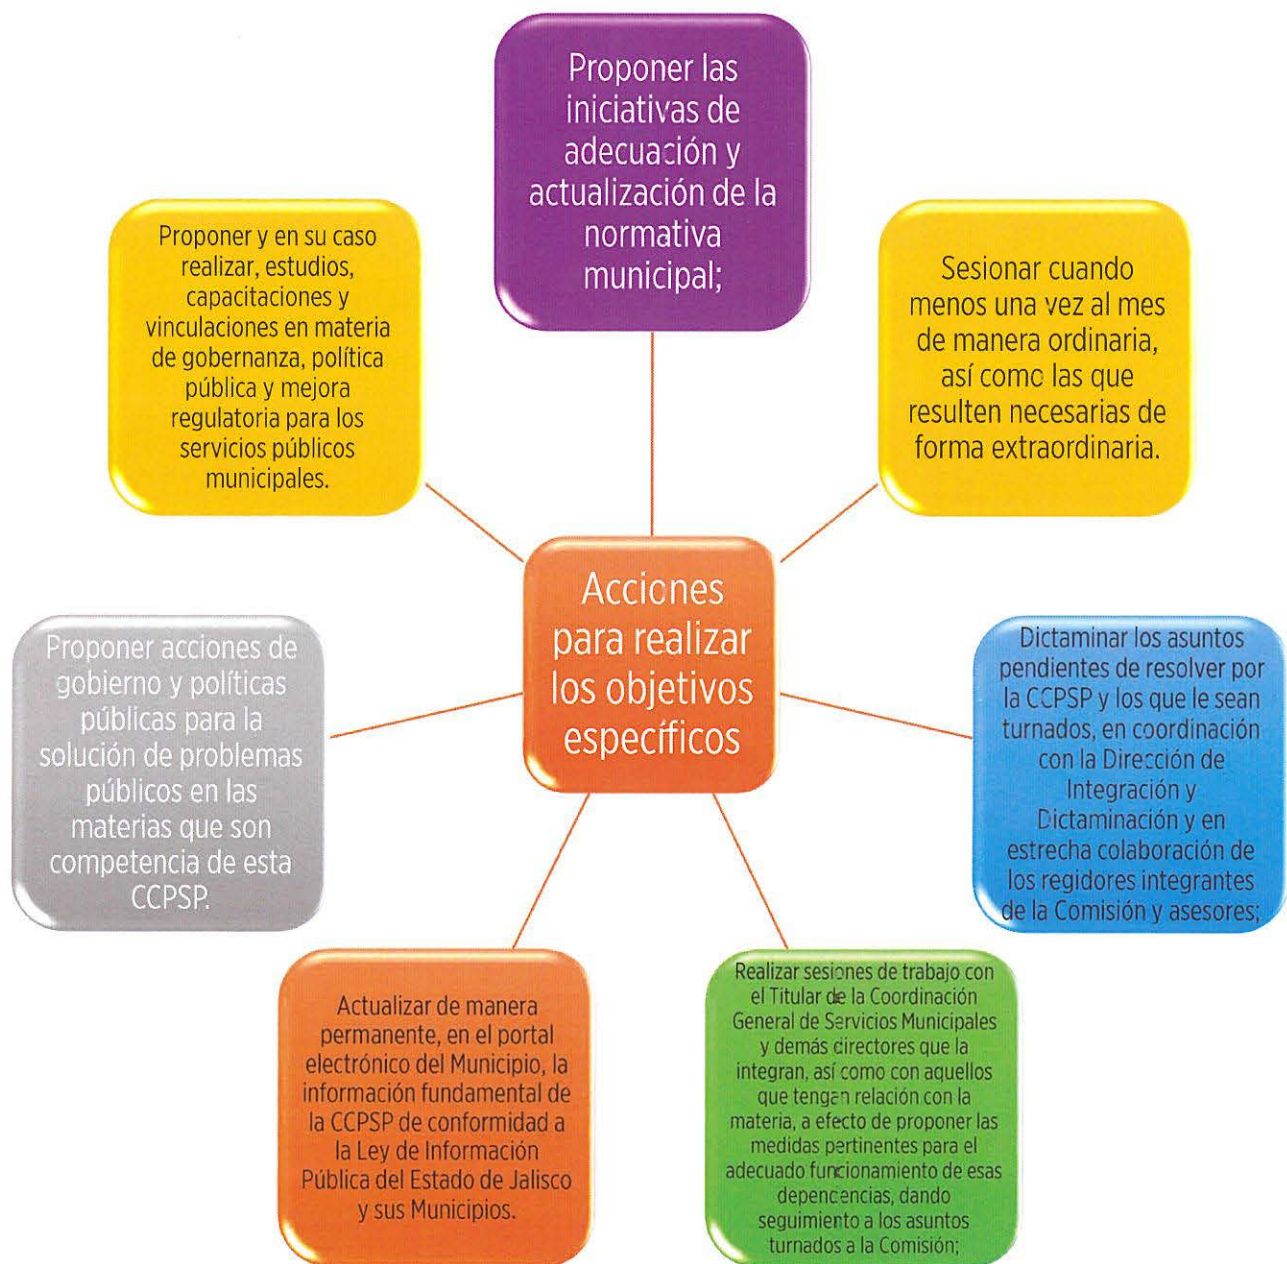 Proponer las
iniciativas de
adecuación y
actualización de la
normativa
municipal;
Proponer y en su caso
realizar, estudios,
capacitaciones y
vinculaciones en materia
de gobernanza, política
pública y mejora
regulatoria para los
servicios públicos
municipales.
Sesionar cuando
menos una vez al mes
de manera ordinaria,
así como las que
resulten necesarias de
forma extraordinaria.
Acciones
para realizar
los objetivos
específicos
Proponer acciones de
gobierno y políticas
públicas para la
solución de problemas
públicos en las
materias que son
competencia de esta
CCPSP.
Dictaminar los asuntos
pendientes de resolver por
la CCPSP y los que le sean
turnados, en coordinación
con la Dirección de
Integración y
Dictaminación y en
estrecha colaboración de
los regidores integrantes
de la Comisión y asesores;
Actualizar de manera
permanente, en el portal
electrónico del Municipio, la
información fundamental de
la CCPSP de conformidad a
la Ley de Información
Pública del Estado de Jalisco
y sus Municipios.
Realizar sesiones de trabajo con
el Titular de la Coordinación
General de Servicios Municipales
y demás directores que la
integran, así como con aquellos
que tengan relación con la
materia, a efecto de proponer las
medidas pertinentes para el
adecuado funcionamiento de esas
dependencias, dando
seguimiento a los asuntos
turnados a la Comisión;